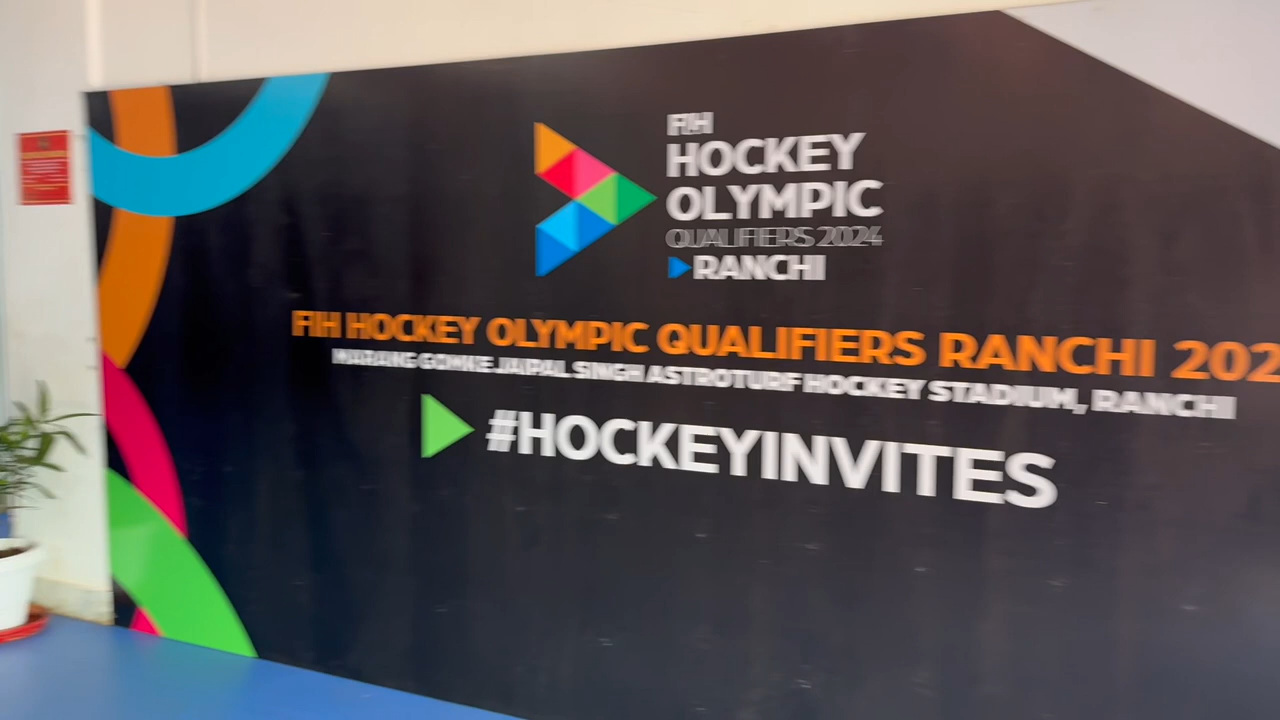 FIH
HOCKEY
OLYMPIC
QUALIFIERS 2024
RANCHI
FIH HOCKEY OLYMPIC QUALIFIERS RANCHI 202
MARANG GOMKE JAIPAL SINGH ASTROTURF HOCKEY STADIUM, RANCHI
#HOCKEYINVITES